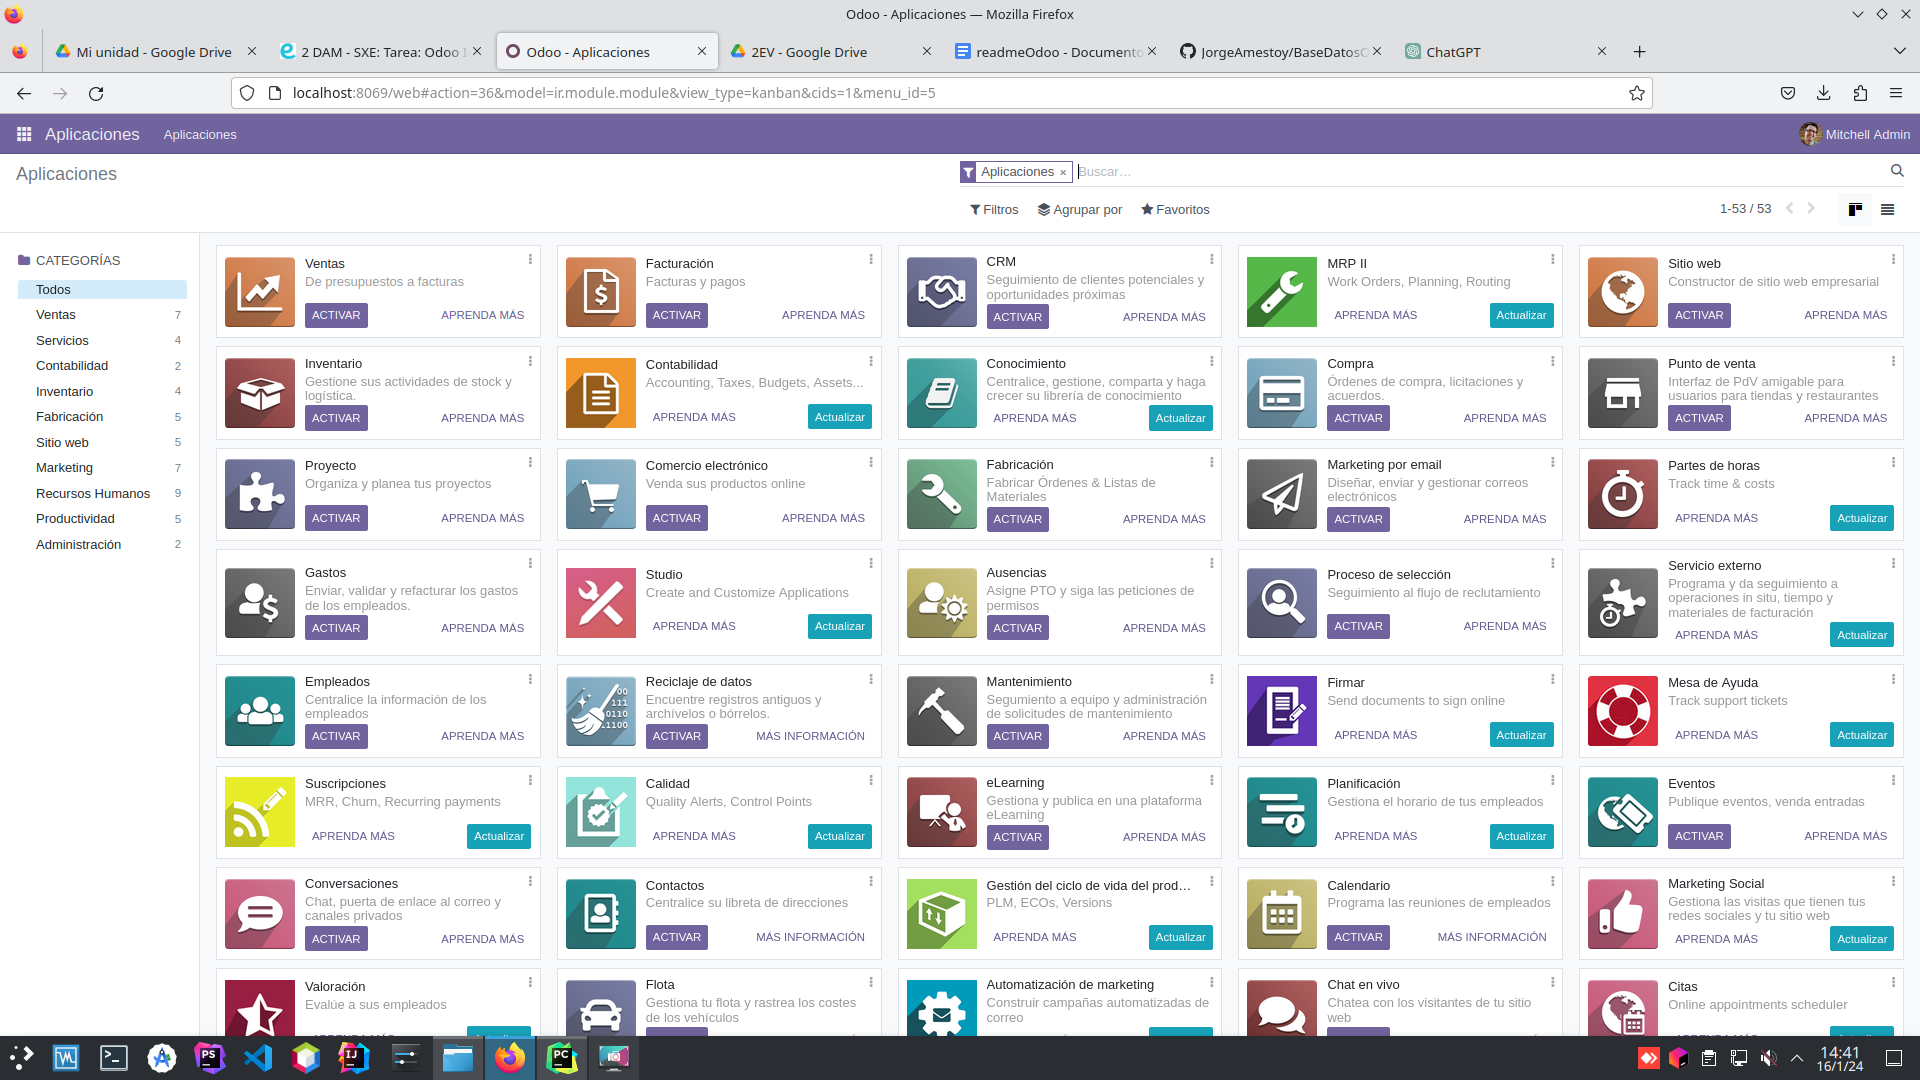 Odoo - Aplicaciones — Mozilla Firefox
Mi unidad - Google Drive
2 DAM - SXE: Tarea: Odoo
Odoo - Aplicaciones
2EV - Google Drive
readmeOdoo - Documento
JorgeAmestoy/BaseDatos
ChatGPT
localhost:8069/web#action=36&model=ir.module.module&view_type=kanban&cids=1&menu_id=5
Aplicaciones Aplicaciones Mitchell Admin
Aplicaciones
Aplicaciones × Buscar...
Filtros Agrupar por Favoritos 1-53 / 53
CATEGORÍAS
Todos
Ventas 7
Servicios 4
Contabilidad 2
Inventario 4
Fabricación 5
Sitio web 5
Marketing 7
Recursos Humanos 9
Productividad 5
Administración 2
Ventas
De presupuestos a facturas
ACTIVAR APRENDA MÁS
Facturación
Facturas y pagos
ACTIVAR APRENDA MÁS
CRM
Seguimiento de clientes potenciales y
oportunidades próximas
ACTIVAR APRENDA MÁS
MRP II
Work Orders, Planning, Routing
APRENDA MÁS Actualizar
Sitio web
Constructor de sitio web empresarial
ACTIVAR APRENDA MÁS
Inventario
Gestione sus actividades de stock y
logística.
ACTIVAR APRENDA MÁS
Contabilidad
Accounting, Taxes, Budgets, Assets...
APRENDA MÁS Actualizar
Conocimiento
Centralice, gestione, comparta y haga
crecer su librería de conocimiento
APRENDA MÁS Actualizar
Compra
Órdenes de compra, licitaciones y
acuerdos.
ACTIVAR APRENDA MÁS
Punto de venta
Interfaz de PdV amigable para
usuarios para tiendas y restaurantes
ACTIVAR APRENDA MÁS
Proyecto
Organiza y planea tus proyectos
ACTIVAR APRENDA MÁS
Comercio electrónico
Venda sus productos online
ACTIVAR APRENDA MÁS
Fabricación
Fabricar Órdenes & Listas de
Materiales
ACTIVAR APRENDA MÁS
Marketing por email
Diseñar, enviar y gestionar correos
electrónicos
ACTIVAR APRENDA MÁS
Partes de horas
Track time & costs
APRENDA MÁS Actualizar
Gastos
Enviar, validar y refacturar los gastos
de los empleados.
ACTIVAR APRENDA MÁS
Studio
Create and Customize Applications
APRENDA MÁS Actualizar
Ausencias
Asigne PTO y siga las peticiones de
permisos
ACTIVAR APRENDA MÁS
Proceso de selección
Seguimiento al flujo de reclutamiento
ACTIVAR APRENDA MÁS
Servicio externo
Programa y da seguimiento a
operaciones in situ, tiempo y
materiales de facturación
APRENDA MÁS Actualizar
Empleados
Centralice la información de los
empleados
ACTIVAR APRENDA MÁS
Reciclaje de datos
Encuentre registros antiguos y
archívelos o bórrelos.
ACTIVAR MÁS INFORMACIÓN
Mantenimiento
Segumiento a equipo y administración
de solicitudes de mantenimiento
ACTIVAR APRENDA MÁS
Firmar
Send documents to sign online
APRENDA MÁS Actualizar
Mesa de Ayuda
Track support tickets
APRENDA MÁS Actualizar
Suscripciones
MRR, Churn, Recurring payments
APRENDA MÁS Actualizar
Calidad
Quality Alerts, Control Points
APRENDA MÁS Actualizar
eLearning
Gestiona y publica en una plataforma
eLearning
ACTIVAR APRENDA MÁS
Planificación
Gestiona el horario de tus empleados
APRENDA MÁS Actualizar
Eventos
Publique eventos, venda entradas
ACTIVAR APRENDA MÁS
Conversaciones
Chat, puerta de enlace al correo y
canales privados
ACTIVAR APRENDA MÁS
Contactos
Centralice su libreta de direcciones
ACTIVAR MÁS INFORMACIÓN
Gestión del ciclo de vida del prod...
PLM, ECOs, Versions
APRENDA MÁS Actualizar
Calendario
Programa las reuniones de empleados
ACTIVAR MÁS INFORMACIÓN
Marketing Social
Gestiona las visitas que tienen tus
redes sociales y tu sitio web
APRENDA MÁS Actualizar
Valoración
Evalúe a sus empleados
Flota
Gestiona tu flota y rastrea los costes
de los vehículos
Automatización de marketing
Construir campañas automatizadas de
correo
Chat en vivo
Chatea con los visitantes de tu sitio
web
Citas
Online appointments scheduler
14:41
16/1/24